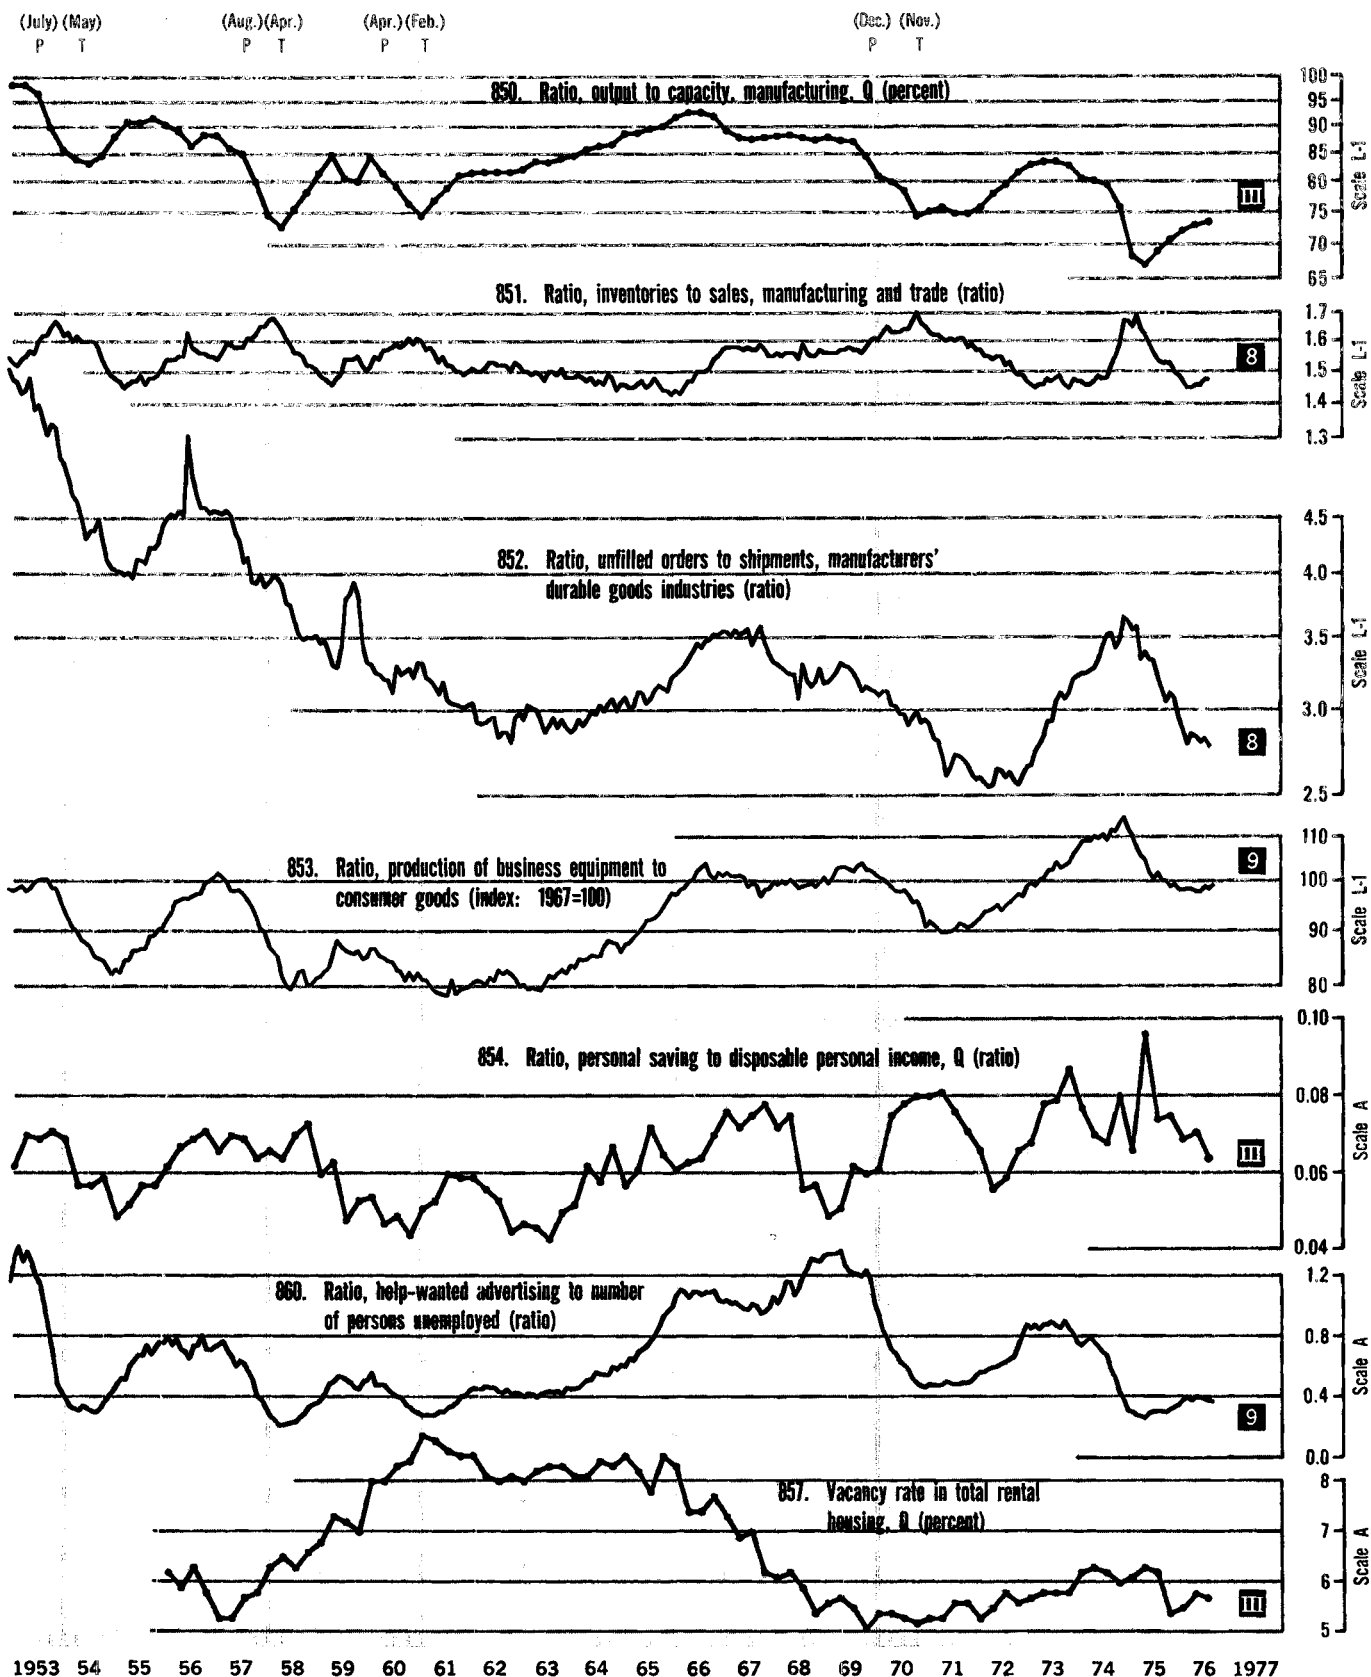 (July) (May) (Aug.) (Apr.) (Apr.) (Feb.) (Dec.) (Nov.)
P T P T P T P T
850. Ratio, output to capacity, manufacturing, Q (percent)
100
95
90
85
80
75
70
65
Scale L-1
III
851. Ratio, inventories to sales, manufacturing and trade (ratio)
1.7
1.6
1.5
1.4
1.3
Scale L-1
8
852. Ratio, unfilled orders to shipments, manufacturers'
durable goods industries (ratio)
4.5
4.0
3.5
3.0
2.5
Scale L-1
8
853. Ratio, production of business equipment to
consumer goods (index: 1967=100)
110
100
90
80
Scale L-1
9
854. Ratio, personal saving to disposable personal income, Q (ratio)
0.10
0.08
0.06
0.04
Scale A
III
860. Ratio, help-wanted advertising to number
of persons unemployed (ratio)
1.2
0.8
0.4
0.0
Scale A
9
857. Vacancy rate in total rental
housing, Q (percent)
8
7
6
5
Scale A
III
1953 54 55 56 57 58 59 60 61 62 63 64 65 66 67 68 69 70 71 72 73 74 75 76 1977